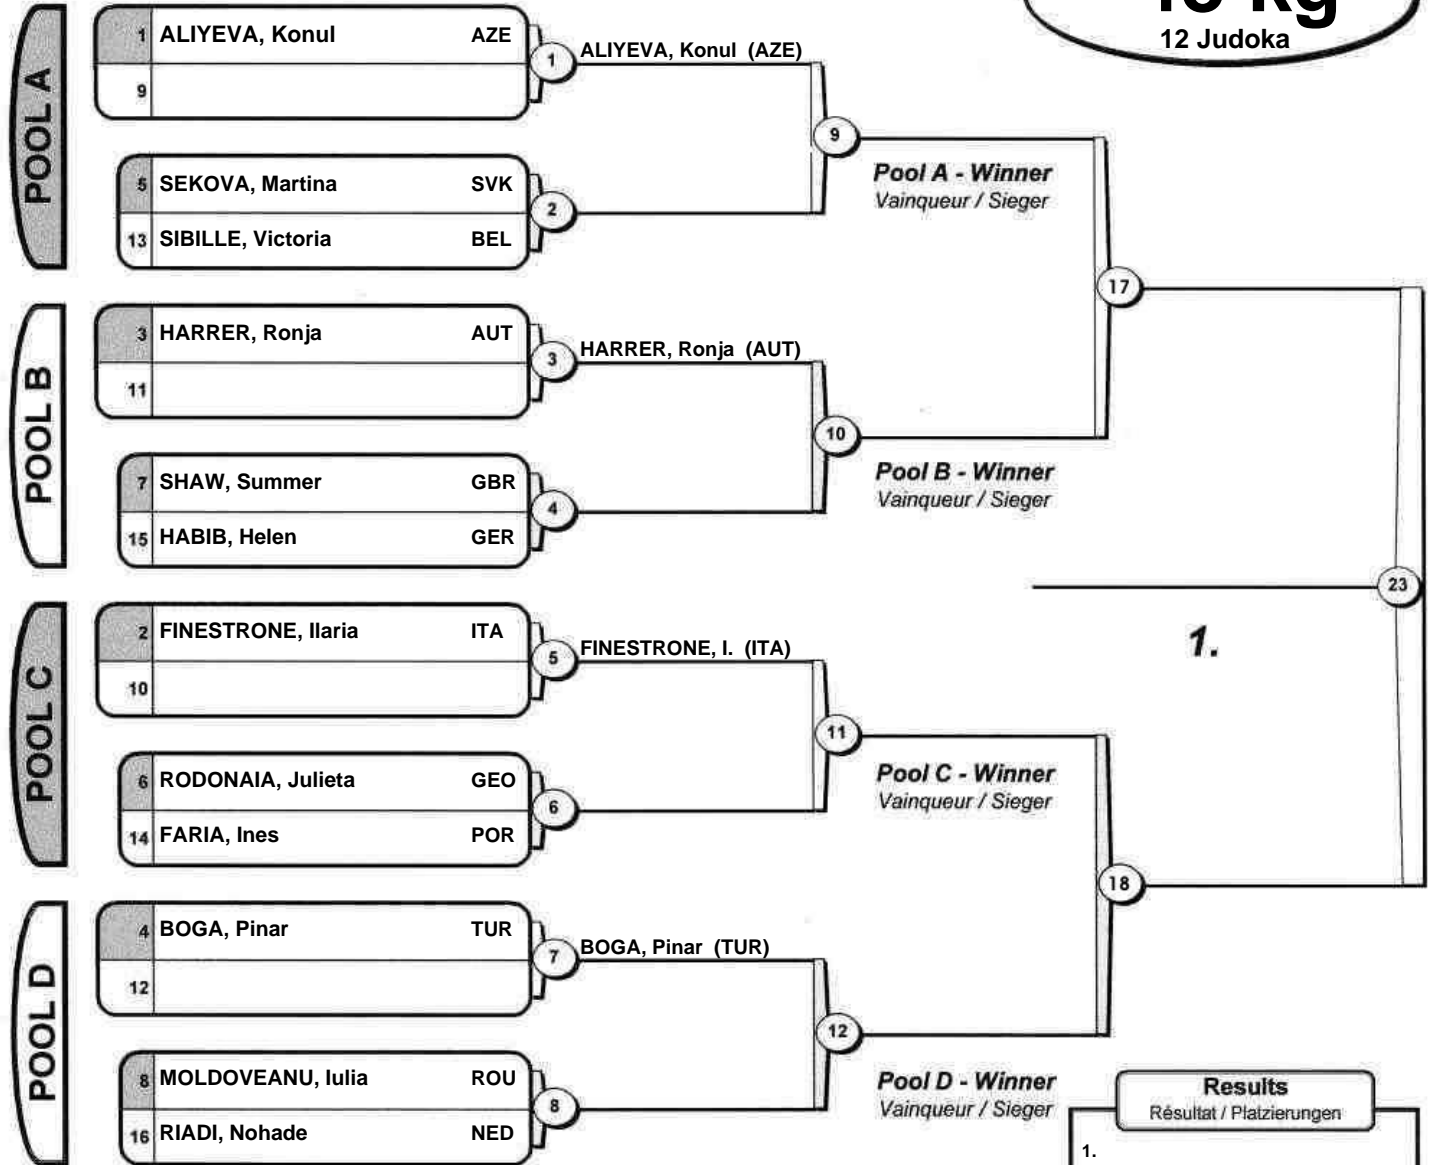 kg
12 Judoka
POOL A
1 ALIYEVA, Konul AZE
9
1
ALIYEVA, Konul (AZE)
5 SEKOVA, Martina SVK
13 SIBILLE, Victoria BEL
2
9
Pool A - Winner
Vainqueur / Sieger
POOL B
3 HARRER, Ronja AUT
11
3
HARRER, Ronja (AUT)
7 SHAW, Summer GBR
15 HABIB, Helen GER
4
10
Pool B - Winner
Vainqueur / Sieger
17
POOL C
2 FINESTRONE, Ilaria ITA
10
5
FINESTRONE, I. (ITA)
6 RODONAIA, Julieta GEO
14 FARIA, Ines POR
6
11
Pool C - Winner
Vainqueur / Sieger
23
1.
POOL D
4 BOGA, Pinar TUR
12
7
BOGA, Pinar (TUR)
8 MOLDOVEANU, Iulia ROU
16 RIADI, Nohade NED
8
12
Pool D - Winner
Vainqueur / Sieger
18
Results
Résultat / Platzierungen
1.